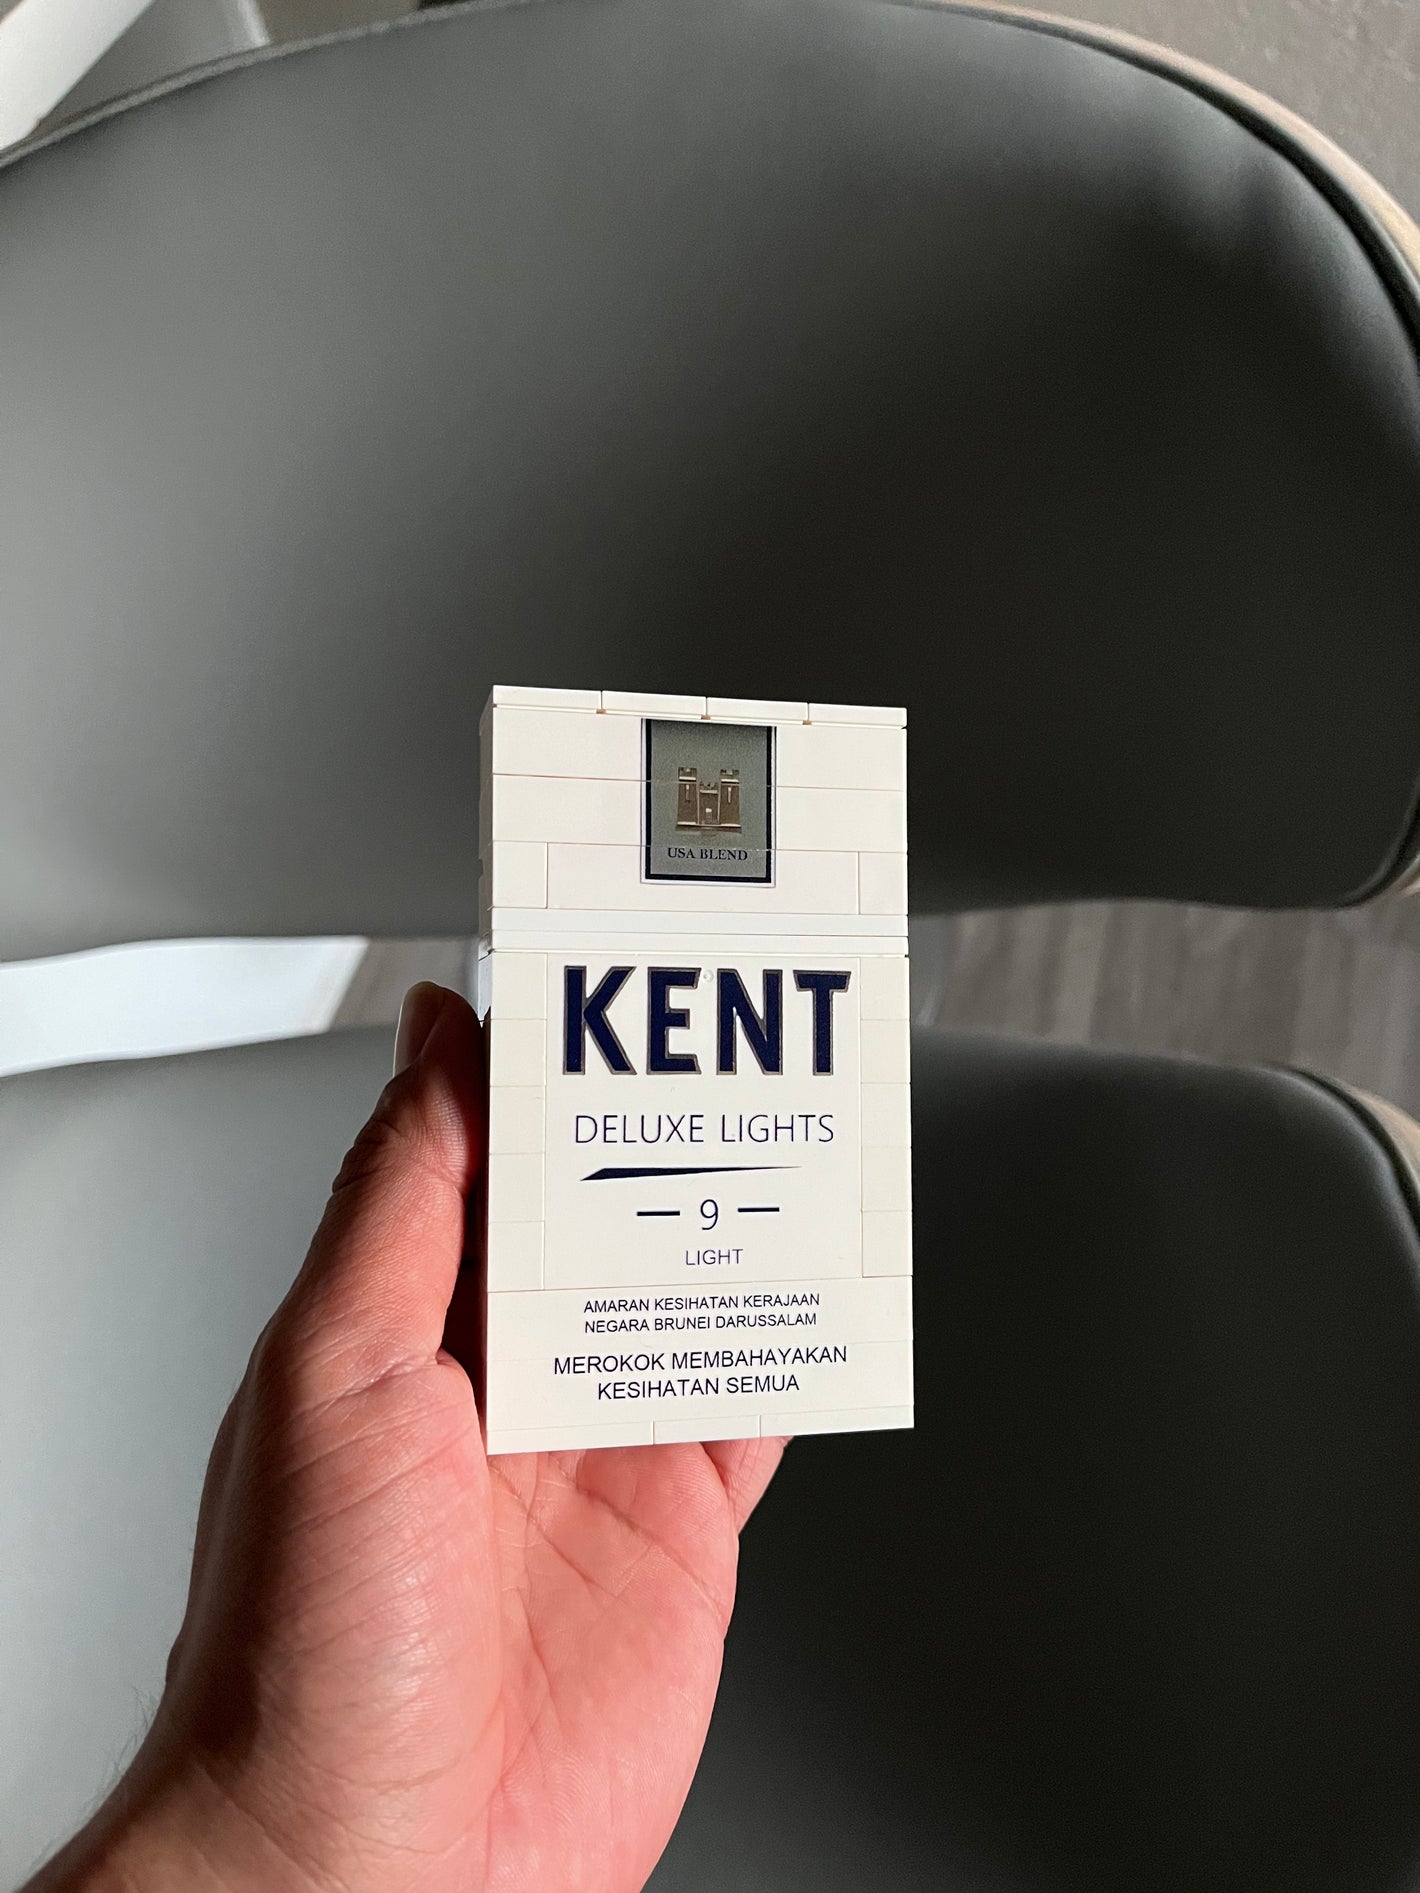 USA BLEND
KENT
DELUXE LIGHTS
— 9 —
LIGHT
AMARAN KESIHATAN KERAJAAN
NEGARA BRUNEI DARUSSALAM
MEROKOK MEMBAHAYAKAN
KESIHATAN SEMUA